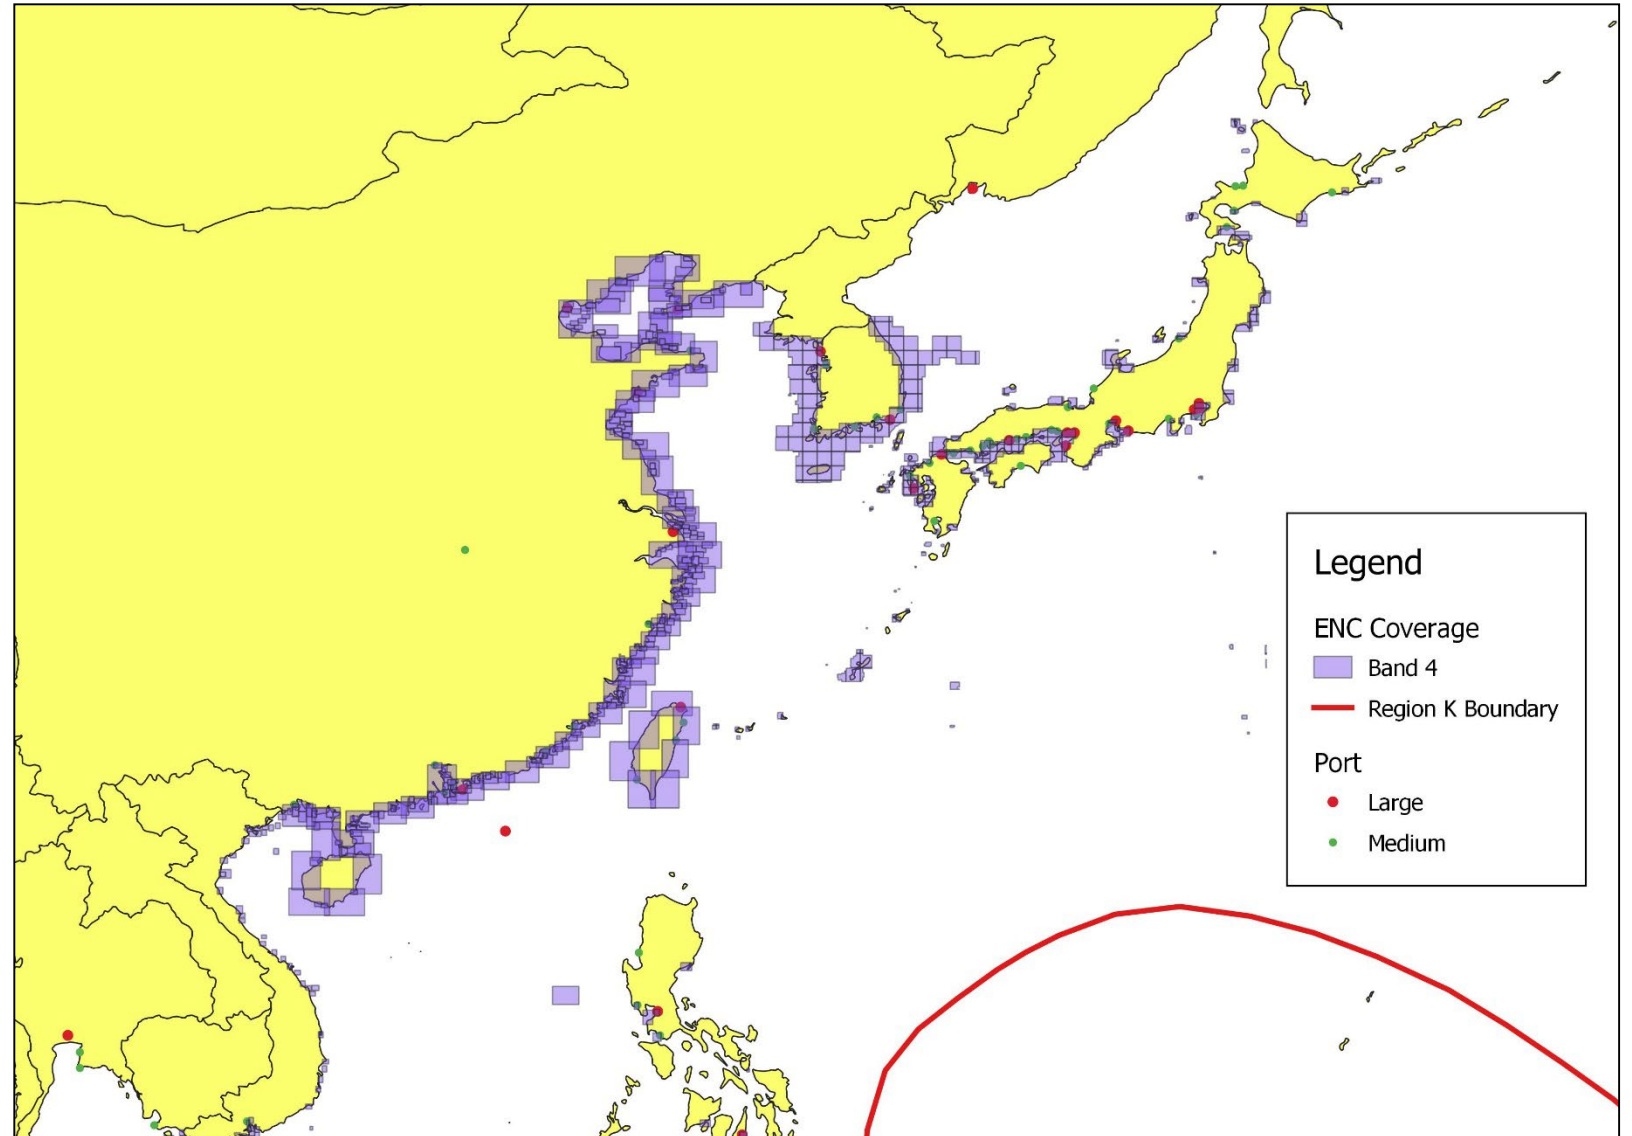 Legend
ENC Coverage
Band 4
Region K Boundary
Port
Large
Medium